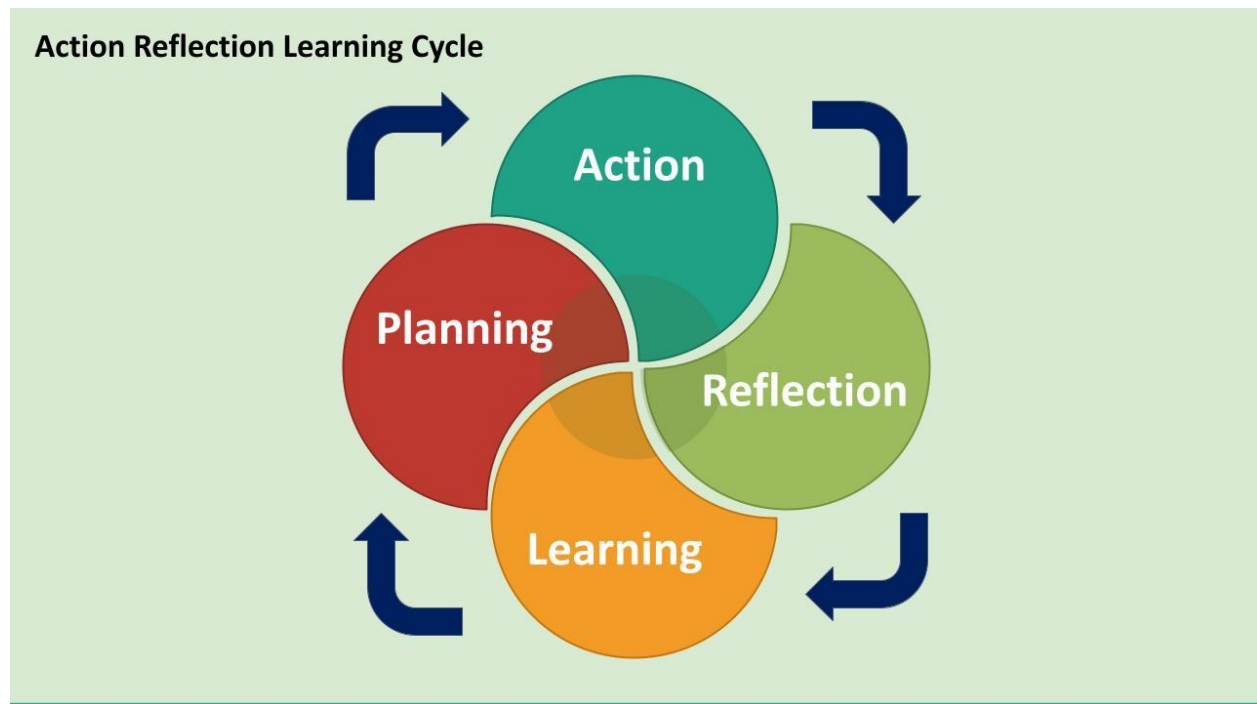 Action Reflection Learning Cycle
Action
Planning
Reflection
Learning